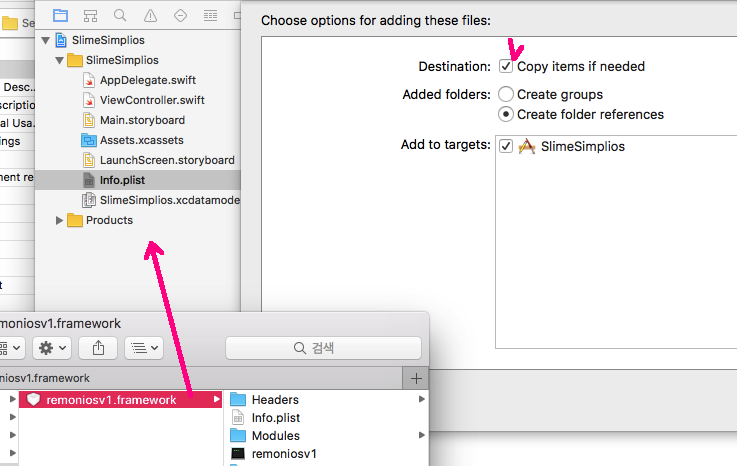 Se
Desc...
scriptio
al Usa...
ings
ment re
t
SlimeSimplios
SlimeSimplios
AppDelegate.swift
ViewController.swift
Main.storyboard
Assets.xcassets
LaunchScreen.storyboard
Info.plist
SlimeSimplios.xcdatamode
Products
Choose options for adding these files:
Destination: Copy items if needed
Added folders: Create groups
Create folder references
Add to targets: SlimeSimplios
moniosv1.framework
검색
niosv1.framework
remoniosv1.framework
Headers
Info.plist
Modules
remoniosv1